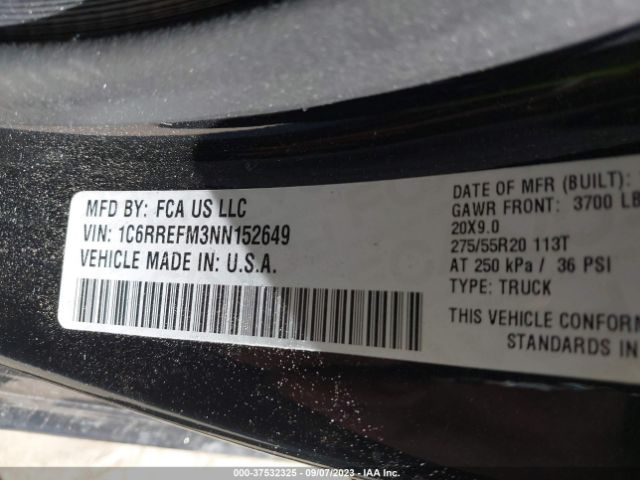 MFD BY: FCA US LLC
VIN: 1C6RREFM3NN152649
VEHICLE MADE IN: U.S.A.
DATE OF MFR (BUILT):
GAWR FRONT: 3700 LB
20X9.0
275/55R20 113T
AT 250 kPa / 36 PSI
TYPE: TRUCK
THIS VEHICLE CONFORM
STANDARDS IN
# 000-37532325 - 09/07/2023 - IAA Inc.